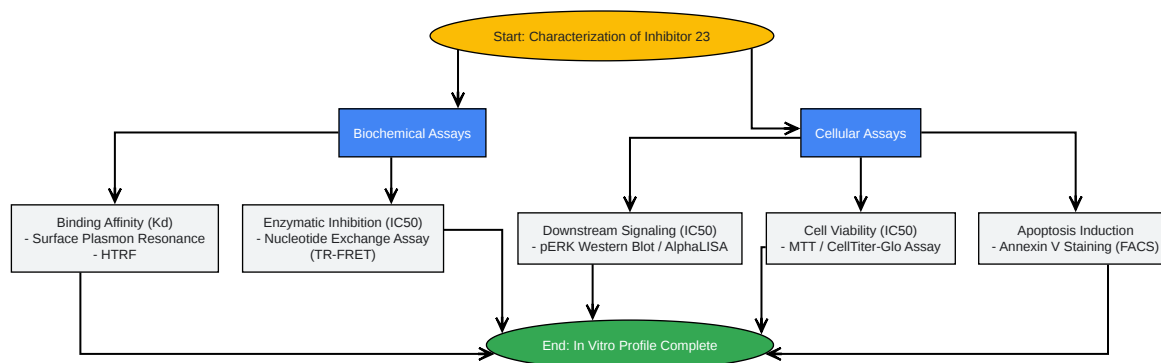 Start: Characterization of Inhibitor 23
Biochemical Assays
Cellular Assays
Binding Affinity (Kd)
- Surface Plasmon Resonance
- HTRF
Enzymatic Inhibition (IC50)
- Nucleotide Exchange Assay
(TR-FRET)
Downstream Signaling (IC50)
- pERK Western Blot / AlphaLISA
Cell Viability (IC50)
- MTT / CellTiter-Glo Assay
Apoptosis Induction
- Annexin V Staining (FACS)
End: In Vitro Profile Complete